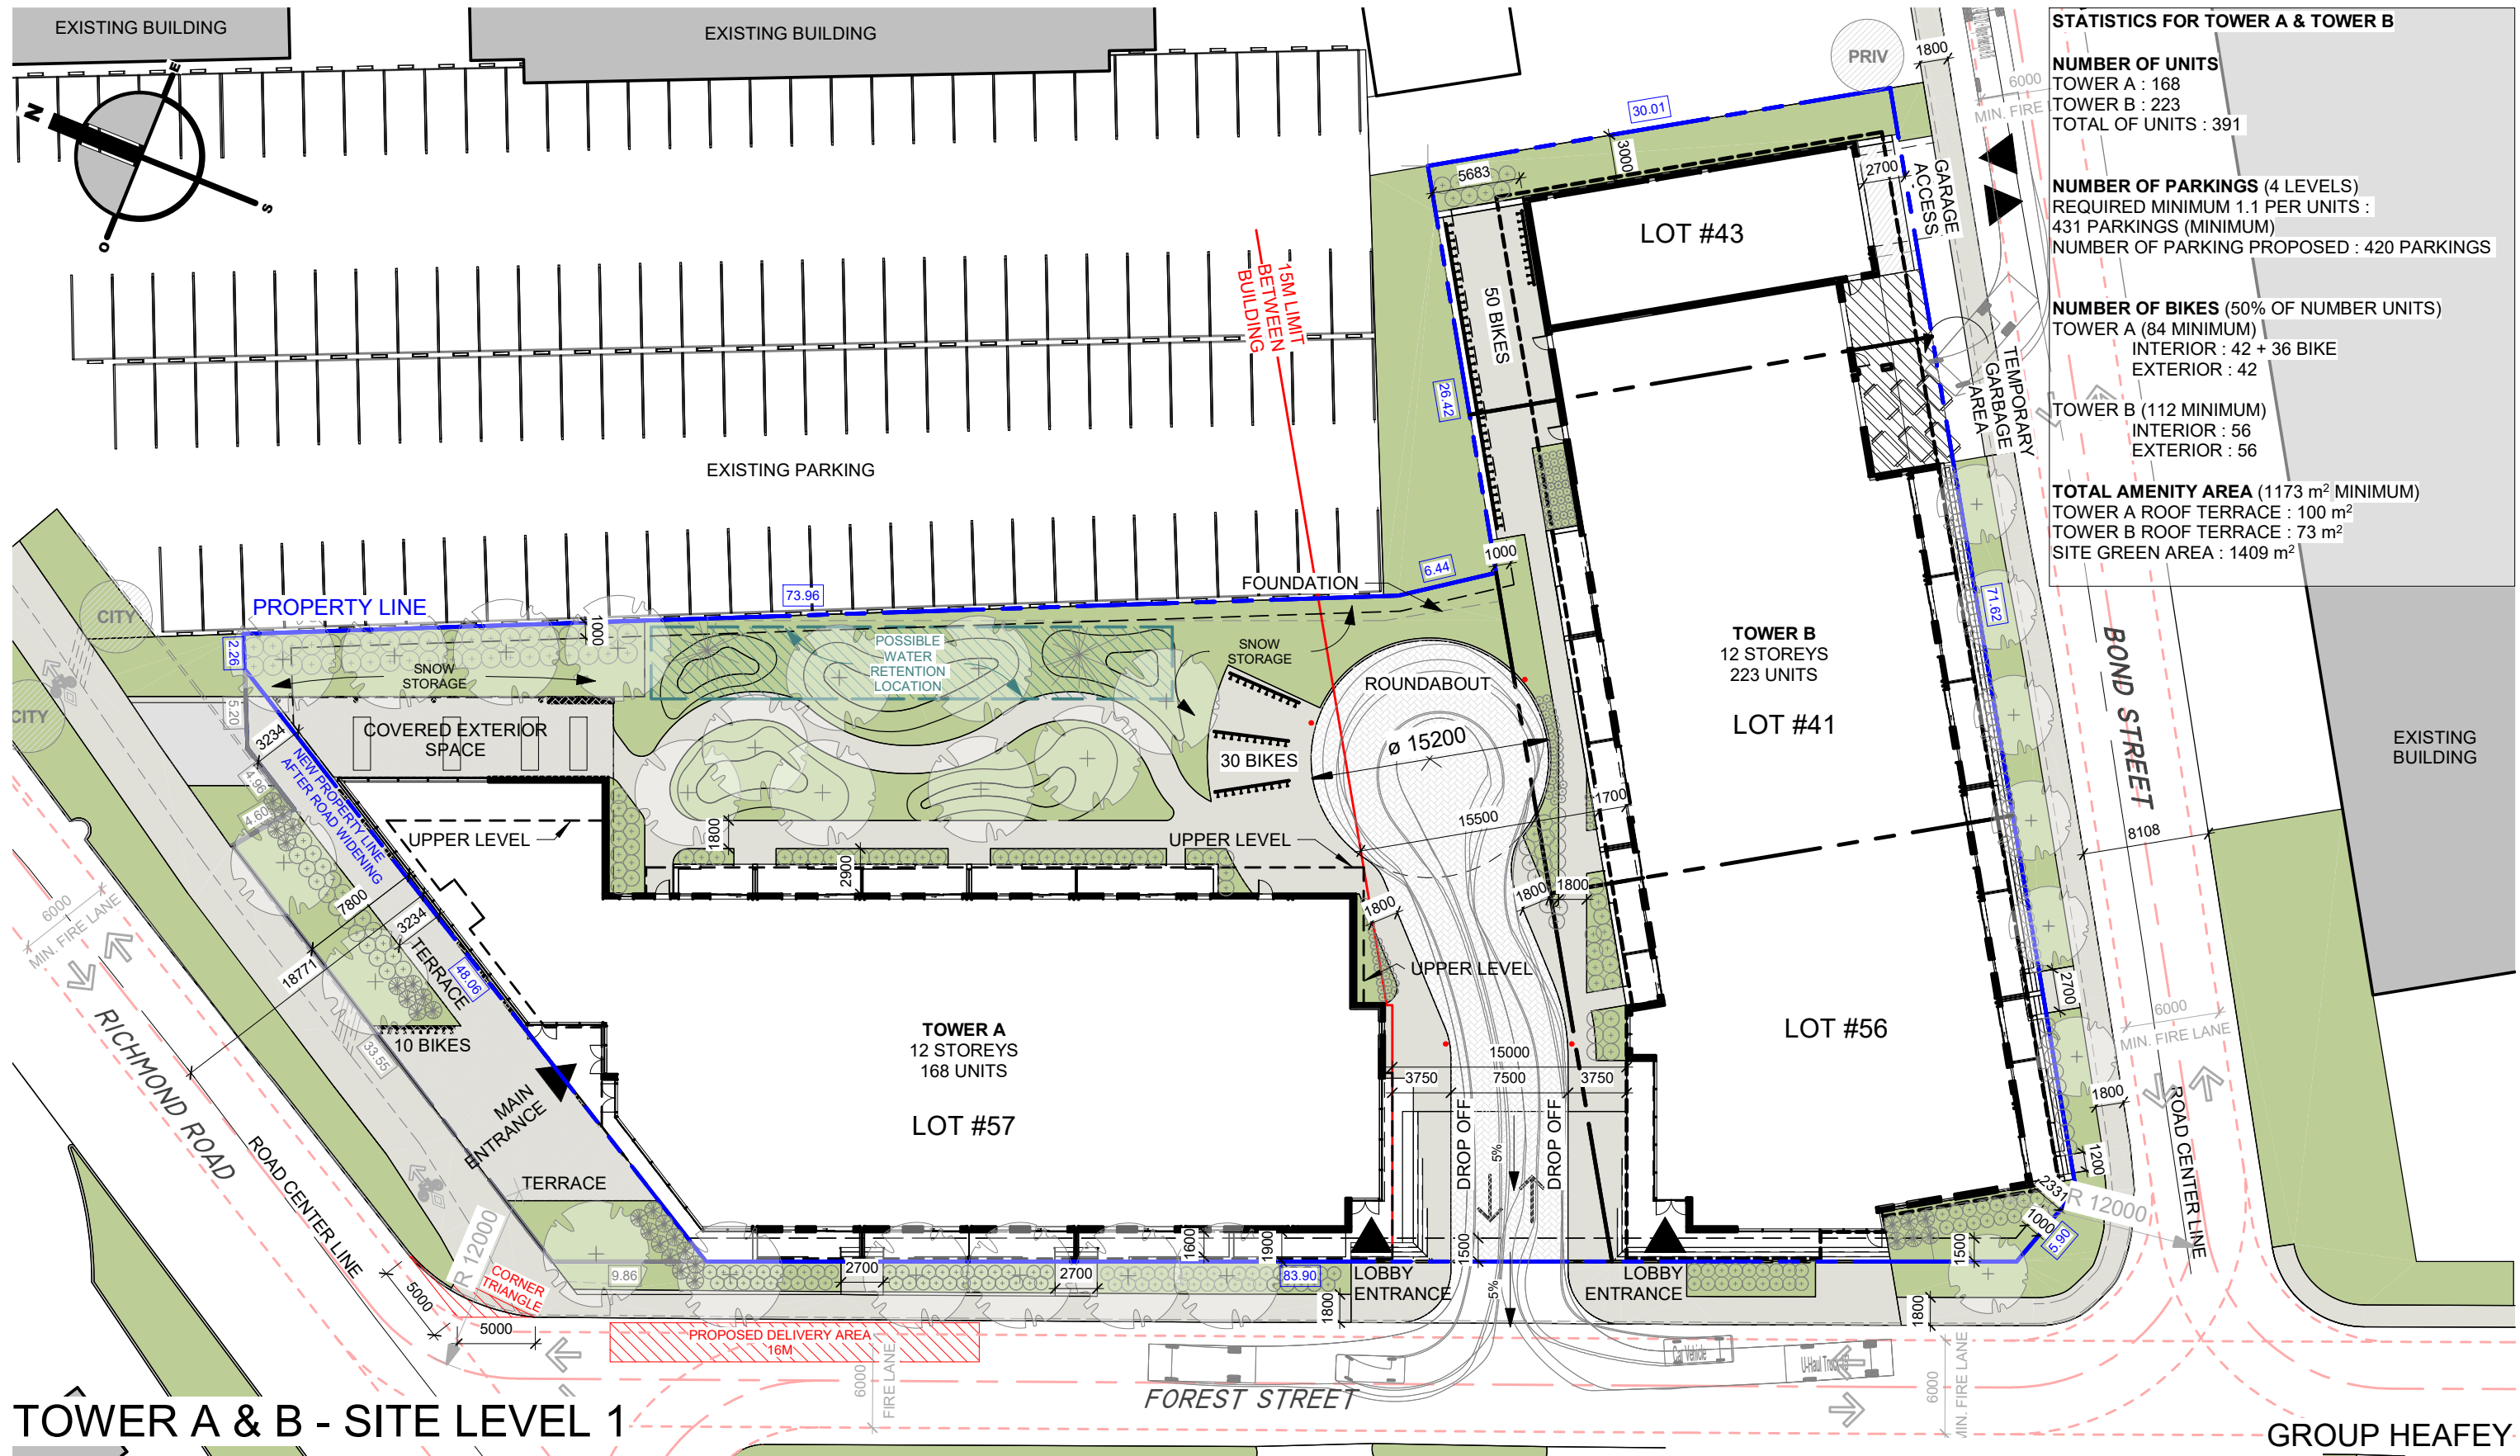 EXISTING BUILDING
EXISTING BUILDING
PRIV
1800
6000
MIN. FIRE
N
E
S
O
STATISTICS FOR TOWER A & TOWER B
NUMBER OF UNITS
TOWER A : 168
TOWER B : 223
TOTAL OF UNITS : 391
NUMBER OF PARKINGS (4 LEVELS)
REQUIRED MINIMUM 1.1 PER UNITS :
431 PARKINGS (MINIMUM)
NUMBER OF PARKING PROPOSED : 420 PARKINGS
NUMBER OF BIKES (50% OF NUMBER UNITS)
TOWER A (84 MINIMUM)
INTERIOR : 42 + 36 BIKE
EXTERIOR : 42
TOWER B (112 MINIMUM)
INTERIOR : 56
EXTERIOR : 56
TOTAL AMENITY AREA (1173 m² MINIMUM)
TOWER A ROOF TERRACE : 100 m²
TOWER B ROOF TERRACE : 73 m²
SITE GREEN AREA : 1409 m²
30.01
3000
5683
2700
GARAGE
ACCESS
LOT #43
15M LIMIT
BETWEEN
BUILDING
50 BIKES
26.42
TEMPORARY
GARBAGE
AREA
EXISTING PARKING
1000
6.44
FOUNDATION
73.96
PROPERTY LINE
CITY
CITY
2.26
1000
SNOW
STORAGE
POSSIBLE
WATER
RETENTION
LOCATION
SNOW
STORAGE
ROUNDABOUT
ø 15200
30 BIKES
TOWER B
12 STOREYS
223 UNITS
LOT #41
71.62
BOND STREET
EXISTING
BUILDING
5.20
3234
COVERED EXTERIOR
SPACE
4.96
4.60
NEW PROPERTY LINE
AFTER ROAD WIDENING
UPPER LEVEL
1800
2900
UPPER LEVEL
15500
1700
8108
6000
MIN. FIRE LANE
7800
3234
18771
TERRACE
48.06
1800
1800
1800
UPPER LEVEL
LOT #56
2700
6000
MIN. FIRE LANE
10 BIKES
33.55
RICHMOND ROAD
TOWER A
12 STOREYS
168 UNITS
LOT #57
15000
3750
7500
3750
1800
MAIN
ENTRANCE
ROAD CENTER LINE
TERRACE
DROP OFF
DROP OFF
5%
1200
2331
R 12000
1000
5.90
ROAD CENTER LINE
R 12000
CORNER
TRIANGLE
9.86
2700
2700
1600
1900
83.90
1500
1500
LOBBY
ENTRANCE
LOBBY
ENTRANCE
5%
1800
1800
5000
5000
PROPOSED DELIVERY AREA
16M
6000
FIRE LANE
Car Vehicle
U-Haul Truck
6000
MIN. FIRE LANE
FOREST STREET
TOWER A & B - SITE LEVEL 1
GROUP HEAFEY